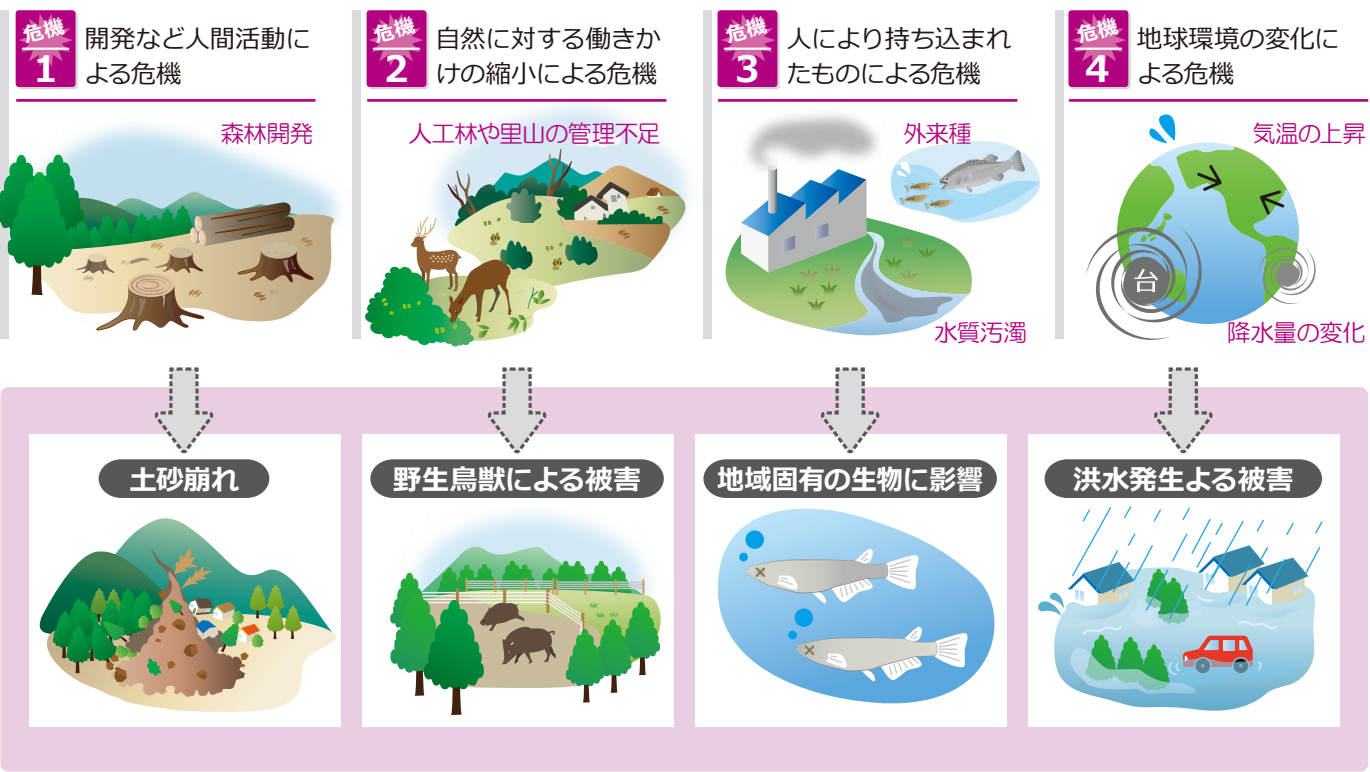 危機
1
開発など人間活動に
よる危機
森林開発
危機
2
自然に対する働きか
けの縮小による危機
人工林や里山の管理不足
危機
3
人により持ち込まれ
たものによる危機
外来種
水質汚濁
危機
4
地球環境の変化に
よる危機
気温の上昇
台
降水量の変化
土砂崩れ
野生鳥獣による被害
地域固有の生物に影響
洪水発生よる被害